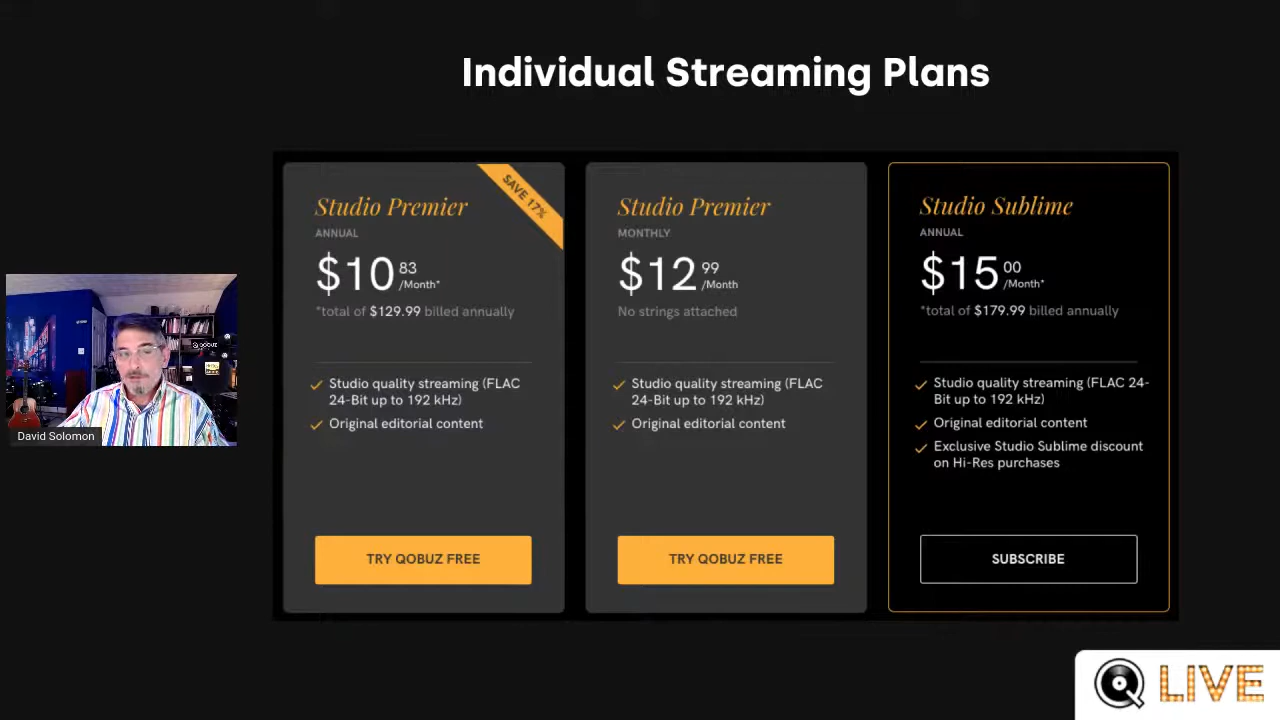 Individual Streaming Plans
SAVE 17%
Studio Premier
ANNUAL
$10 83
/Month*
*total of $129.99 billed annually
Studio quality streaming (FLAC
24-Bit up to 192 kHz)
Original editorial content
TRY QOBUZ FREE
Studio Premier
MONTHLY
$12 99
/Month
No strings attached
Studio quality streaming (FLAC
24-Bit up to 192 kHz)
Original editorial content
TRY QOBUZ FREE
Studio Sublime
ANNUAL
$15 00
/Month*
*total of $179.99 billed annually
Studio quality streaming (FLAC 24-
Bit up to 192 kHz)
Original editorial content
Exclusive Studio Sublime discount
on Hi-Res purchases
SUBSCRIBE
QOBUZ
David Solomon
LIVE